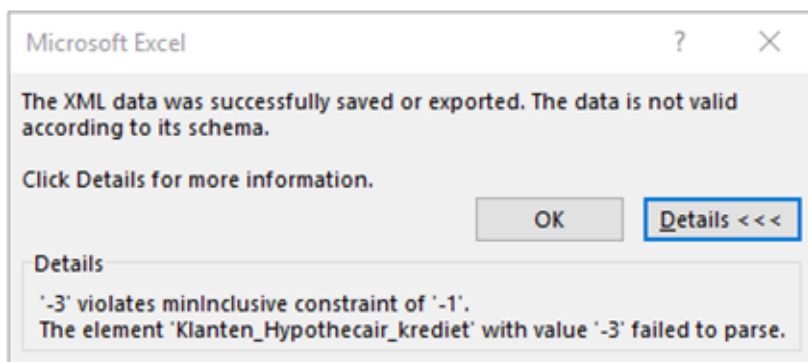 Microsoft Excel
?
The XML data was successfully saved or exported. The data is not valid
according to its schema.
Click Details for more information.
OK
Details <<<
Details
'-3' violates minInclusive constraint of '-1'.
The element 'Klanten_Hypothecair_krediet' with value '-3' failed to parse.